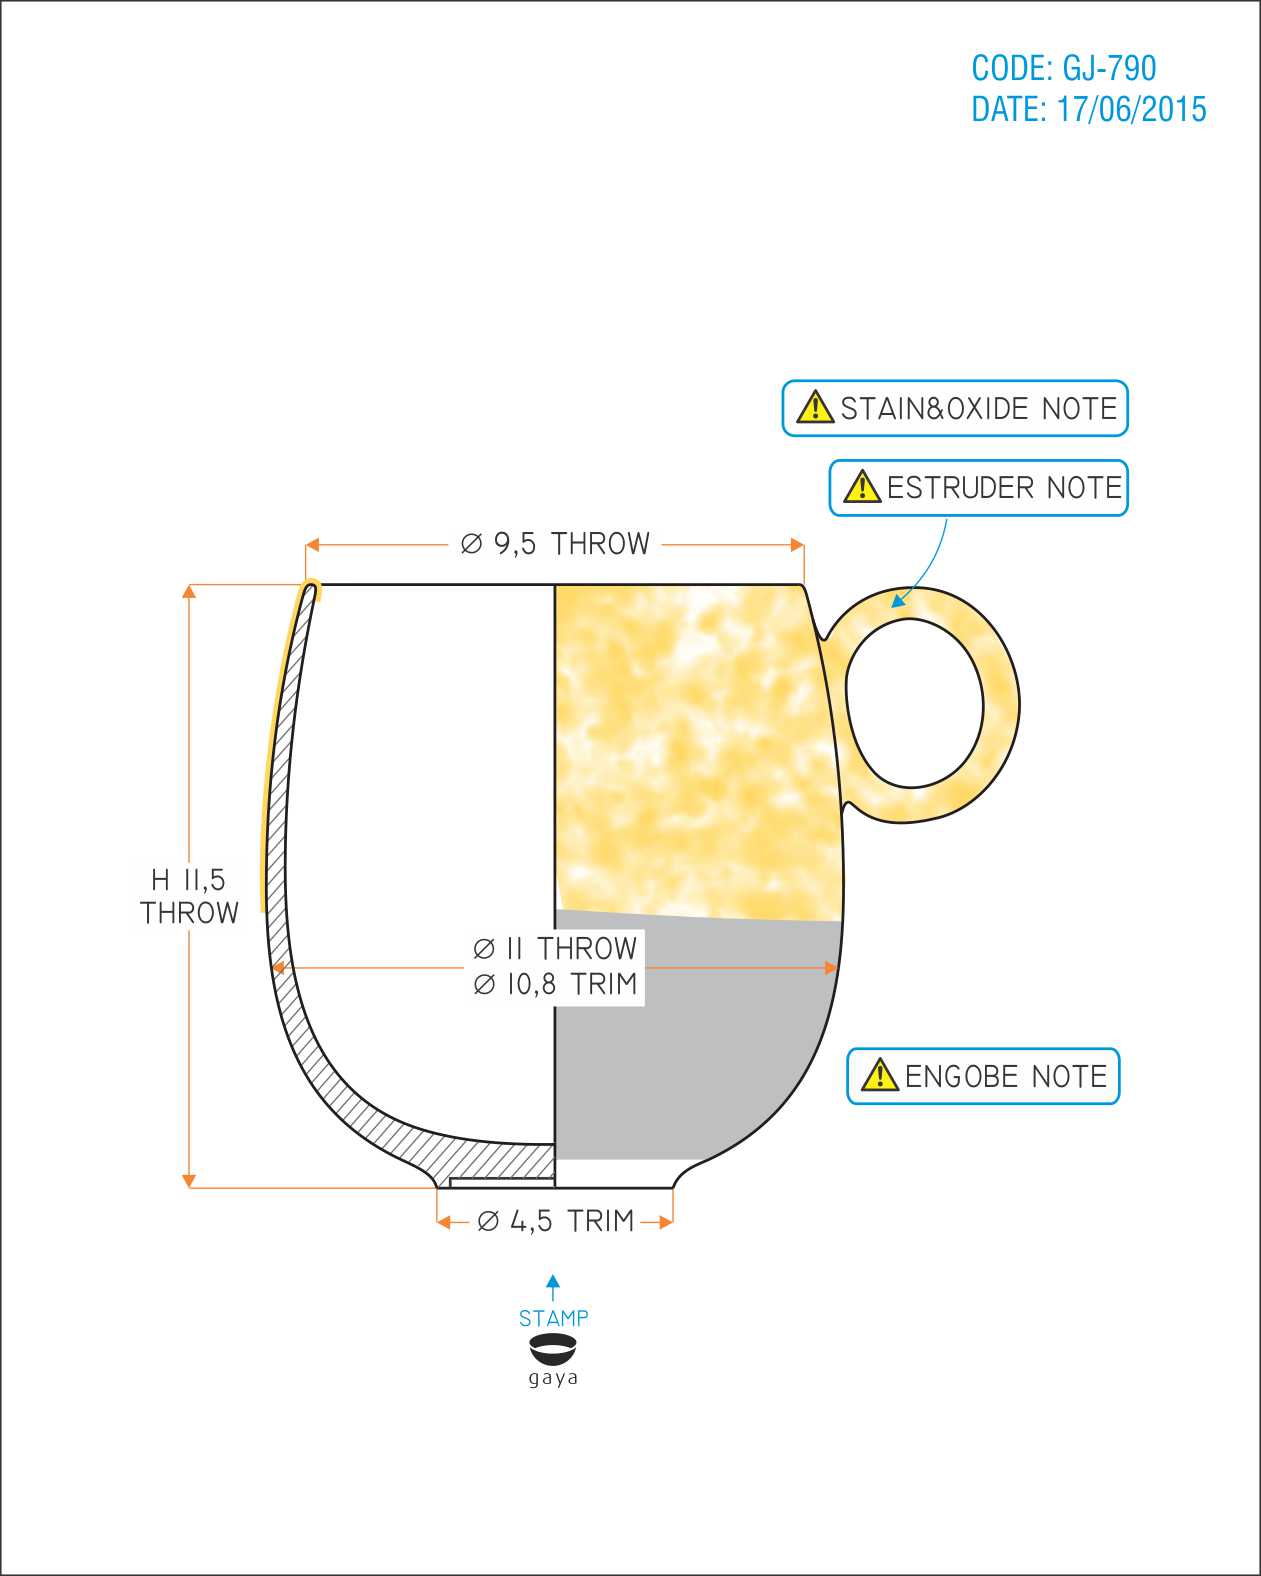 CODE: GJ-790
DATE: 17/06/2015
STAIN&OXIDE NOTE
ESTRUDER NOTE
Ø 9,5 THROW
H 11,5
THROW
Ø 11 THROW
Ø 10,8 TRIM
ENGOBE NOTE
Ø 4,5 TRIM
STAMP
gaya